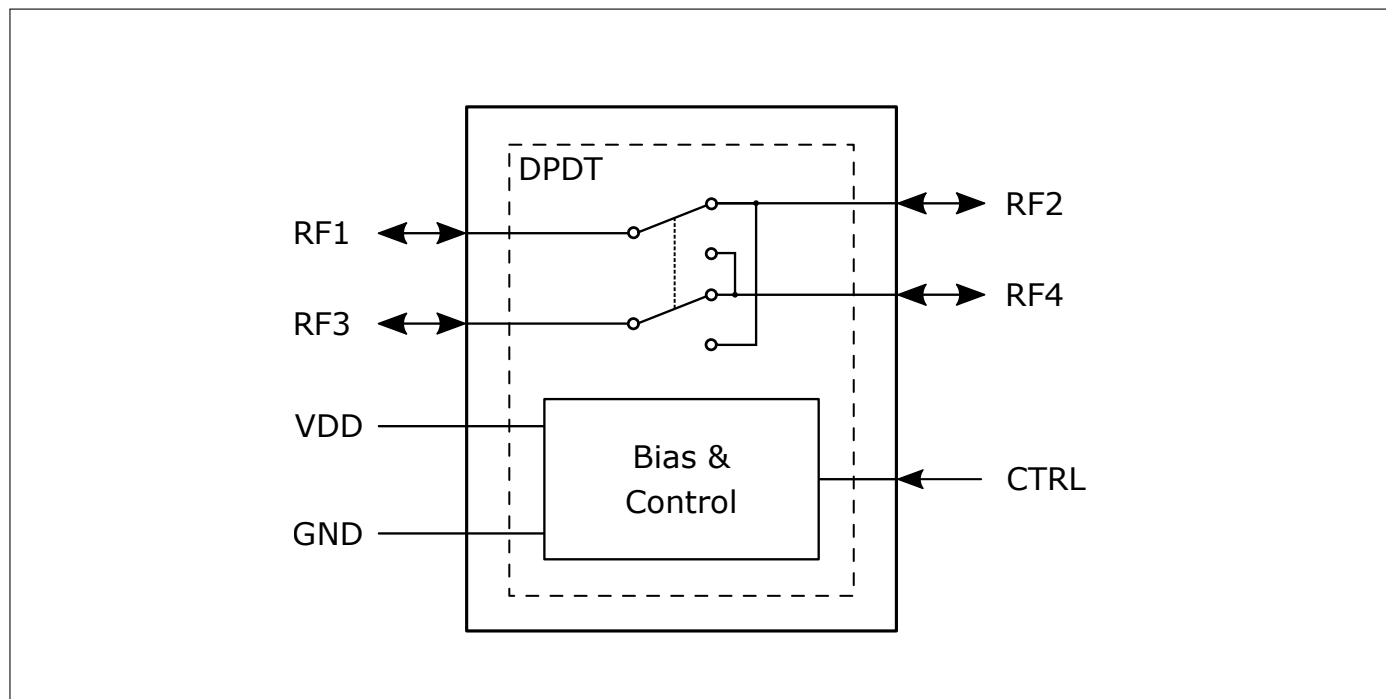 DPDT
RF1
RF2
RF3
RF4
VDD
Bias &
Control
CTRL
GND